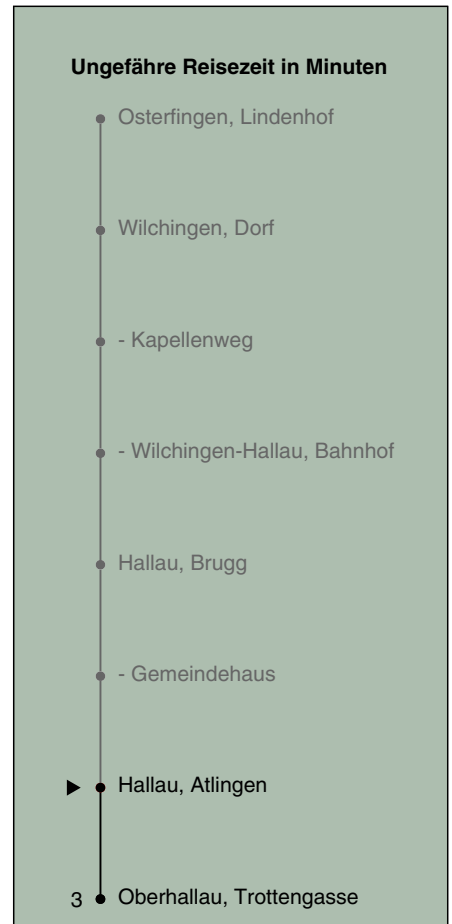 Ungefähre Reisezeit in Minuten
Osterfingen, Lindenhof
Wilchingen, Dorf
- Kapellenweg
- Wilchingen-Hallau, Bahnhof
Hallau, Brugg
- Gemeindehaus
Hallau, Atlingen
3 Oberhallau, Trottengasse